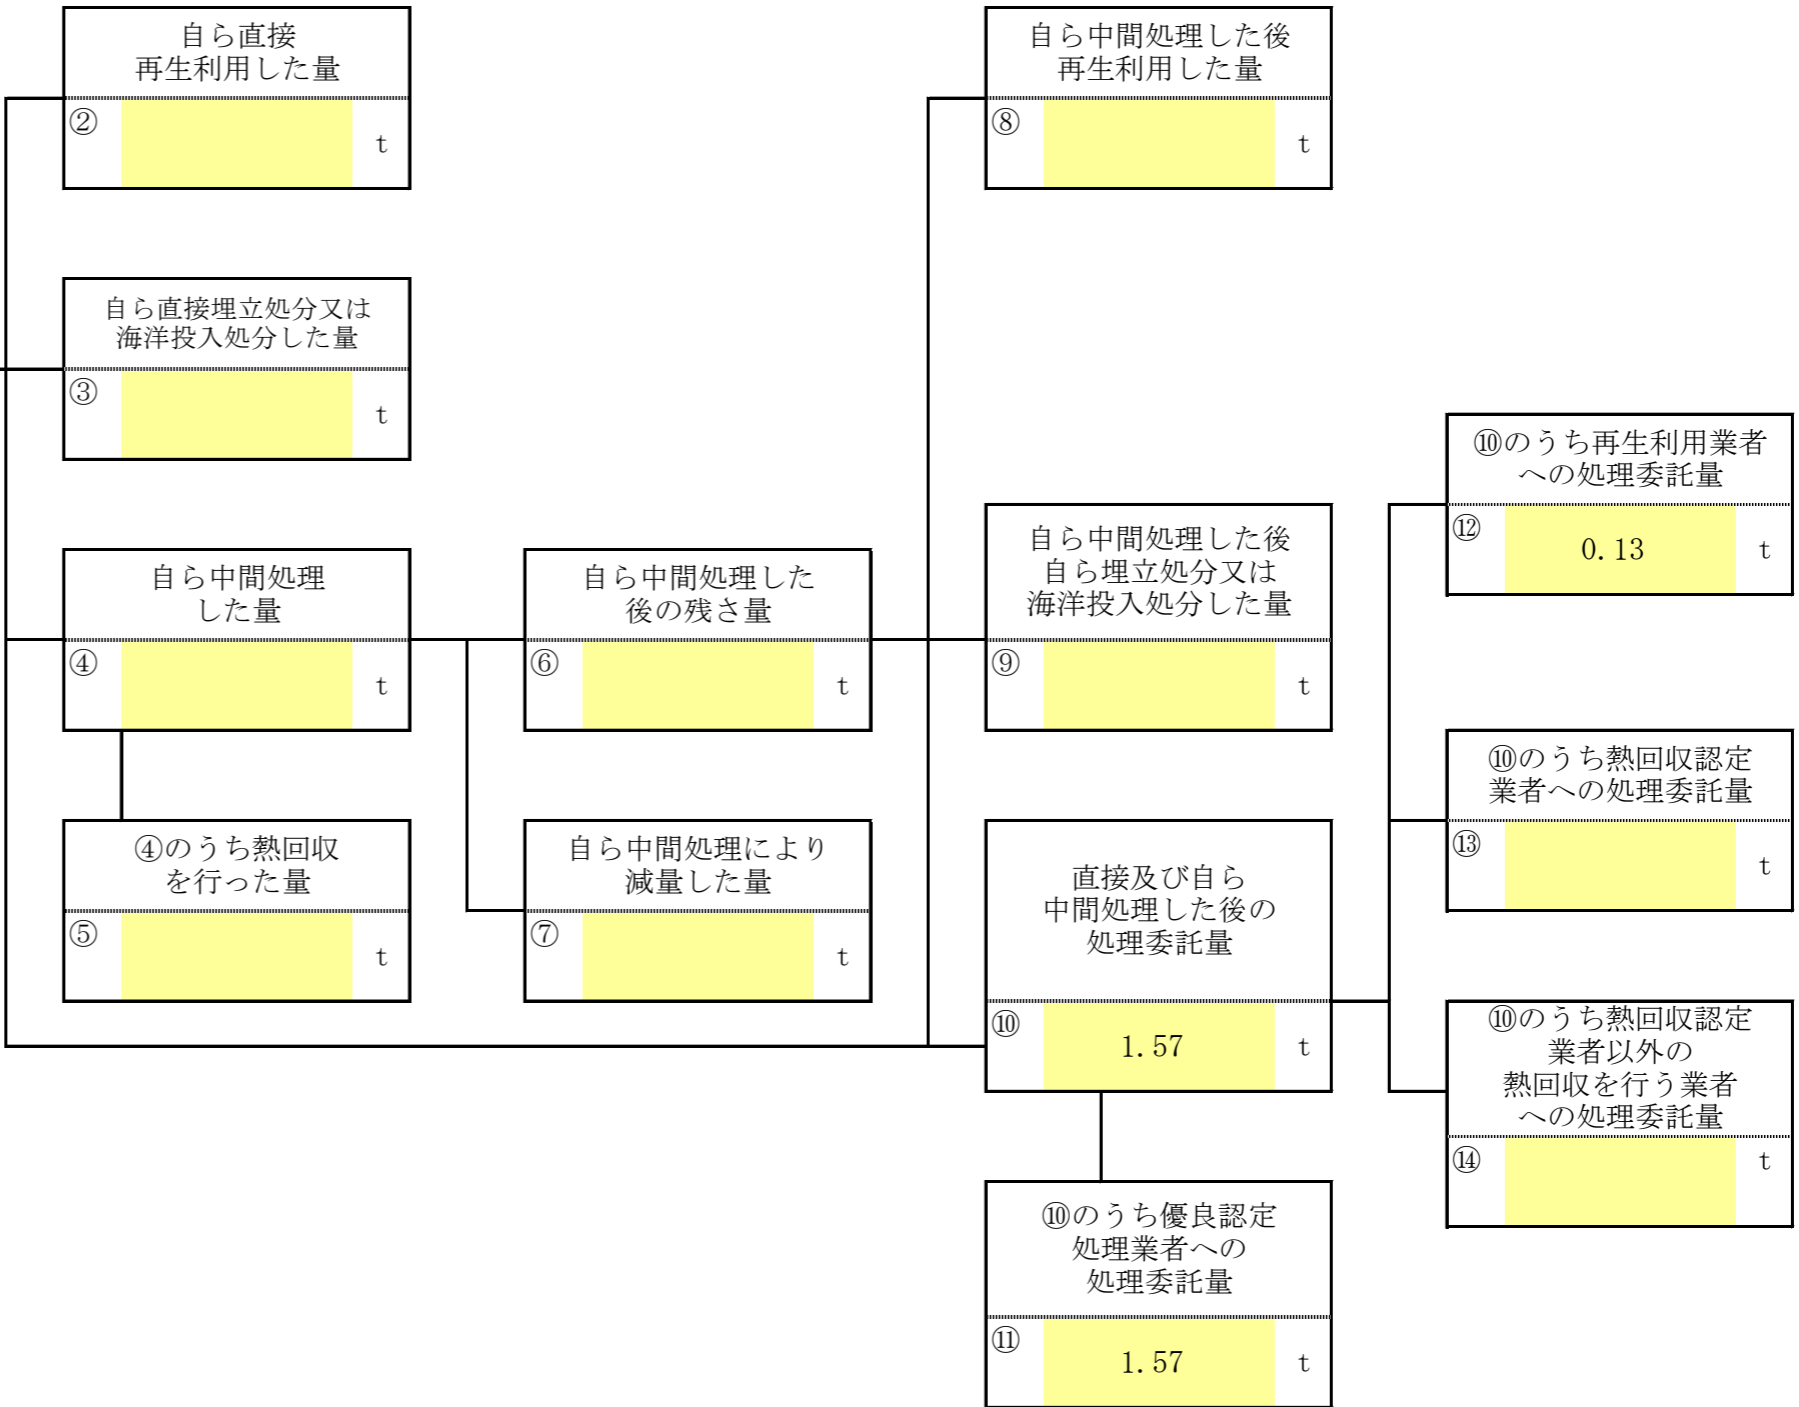 自ら直接
再生利用した量
②
t
自ら中間処理した後
再生利用した量
⑧
t
自ら直接埋立処分又は
海洋投入処分した量
③
t
⑩のうち再生利用業者
への処理委託量
⑫
0.13
t
自ら中間処理
した量
④
t
自ら中間処理した
後の残さ量
⑥
t
自ら中間処理した後
自ら埋立処分又は
海洋投入処分した量
⑨
t
⑩のうち熱回収認定
業者への処理委託量
⑬
t
④のうち熱回収
を行った量
⑤
t
自ら中間処理により
減量した量
⑦
t
直接及び自ら
中間処理した後の
処理委託量
⑩
1.57
t
⑩のうち熱回収認定
業者以外の
熱回収を行う業者
への処理委託量
⑭
t
⑩のうち優良認定
処理業者への
処理委託量
⑪
1.57
t